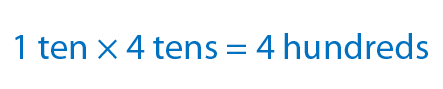 1 ten × 4 tens = 4 hundreds